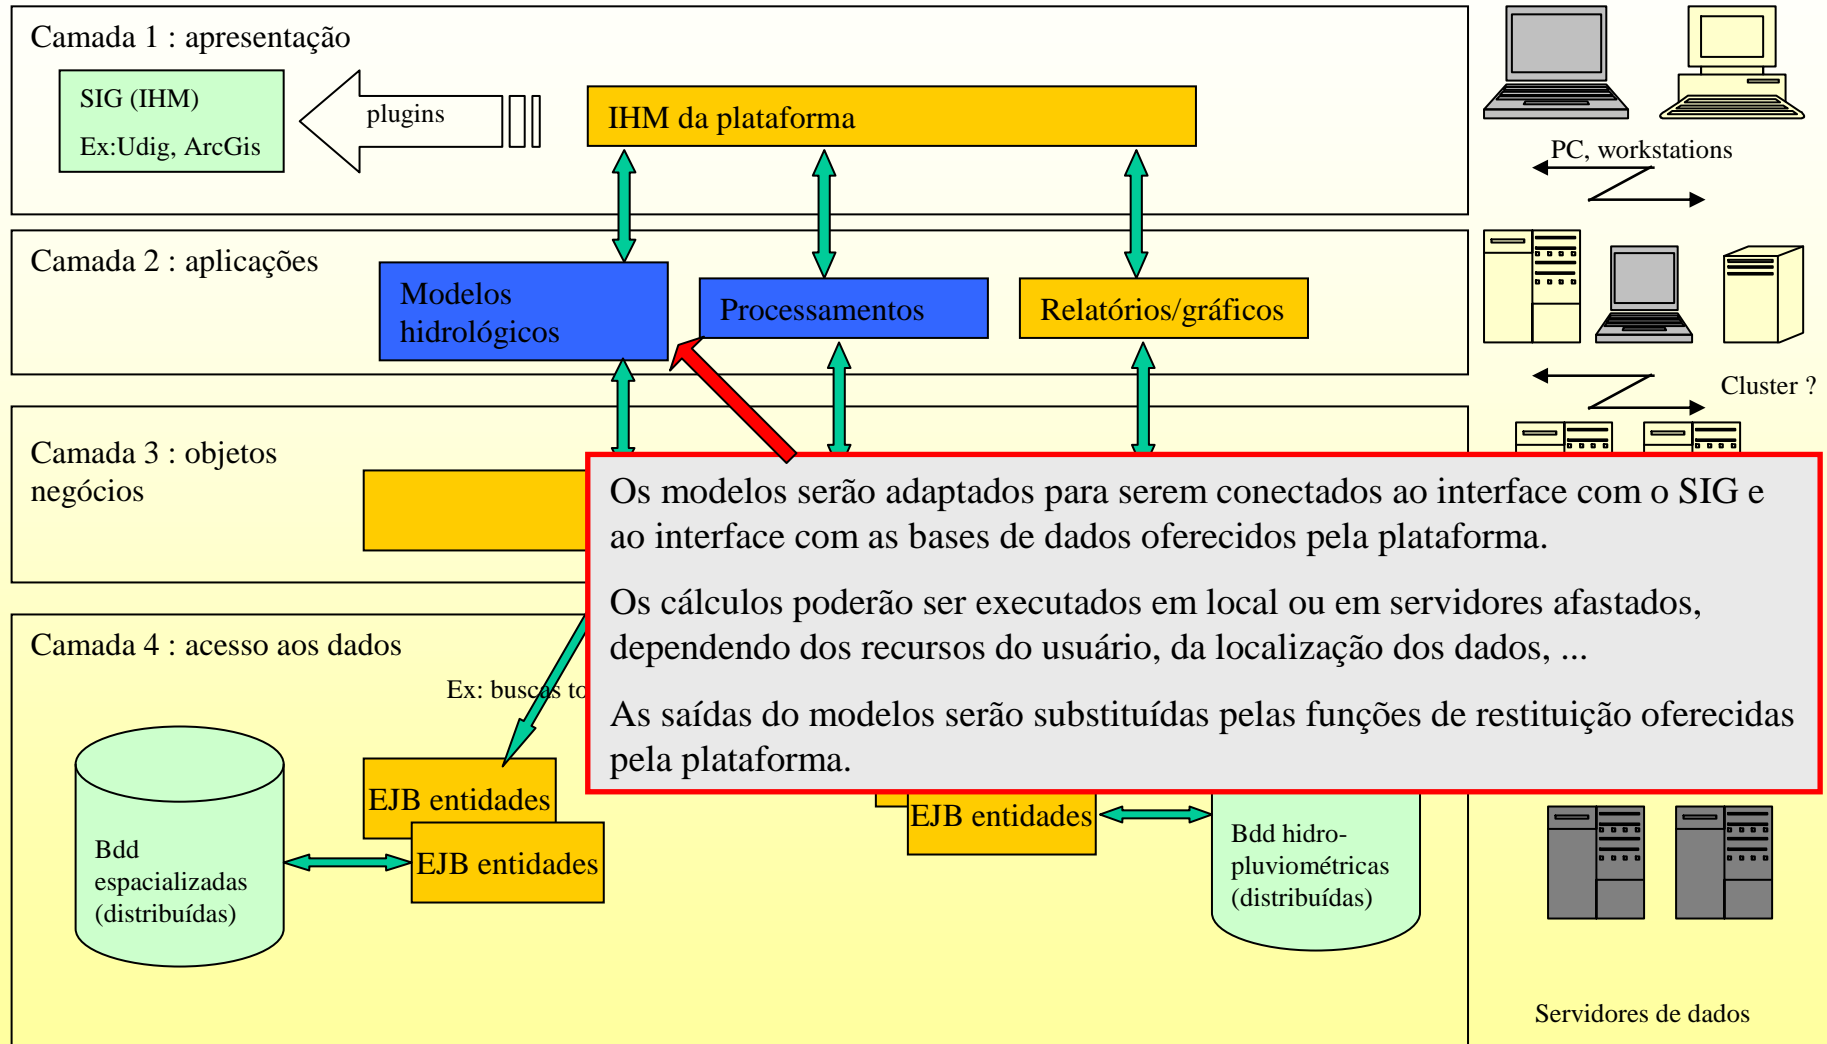 Camada 1 : apresentação
SIG (IHM)
Ex:Udig, ArcGis
plugins
IHM da plataforma
PC, workstations
Camada 2 : aplicações
Modelos
hidrológicos
Processamentos
Relatórios/gráficos
Cluster ?
Camada 3 : objetos
negócios
Os modelos serão adaptados para serem conectados ao interface com o SIG e
ao interface com as bases de dados oferecidos pela plataforma.
Os cálculos poderão ser executados em local ou em servidores afastados,
dependendo dos recursos do usuário, da localização dos dados, ...
As saídas do modelos serão substituídas pelas funções de restituição oferecidas
pela plataforma.
Camada 4 : acesso aos dados
Ex: buscas
EJB entidades
EJB entidades
Bdd
espacializadas
(distribuídas)
EJB entidades
Bdd hidro-
pluviométricas
(distribuídas)
Servidores de dados